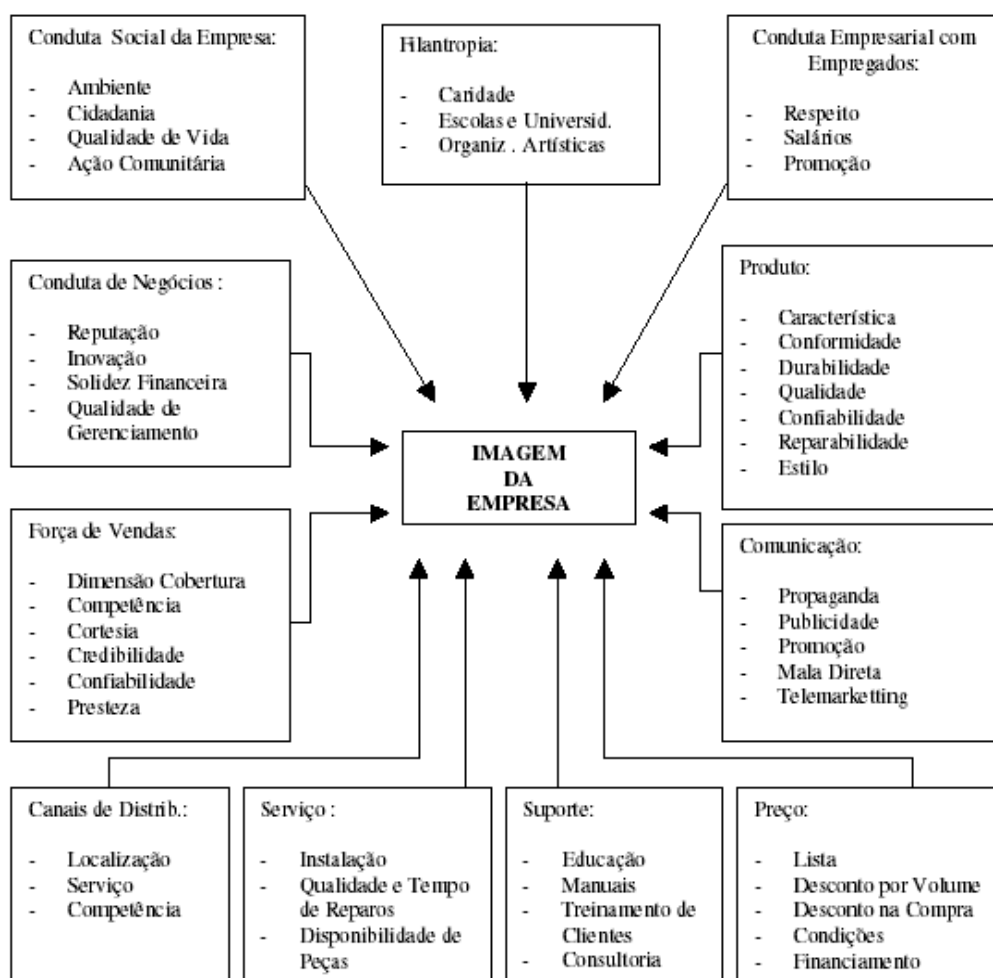 Conduta Social da Empresa:
- Ambiente
- Cidadania
- Qualidade de Vida
- Ação Comunitária
Filantropia:
- Caridade
- Escolas e Universid.
- Organiz . Artísticas
Conduta Empresarial com
Empregados:
- Respeito
- Salários
- Promoção
Conduta de Negócios :
- Reputação
- Inovação
- Solidez Financeira
- Qualidade de
Gerenciamento
Produto:
- Característica
- Conformidade
- Durabilidade
- Qualidade
- Confiabilidade
- Reparabilidade
- Estilo
IMAGEM
DA
EMPRESA
Força de Vendas:
- Dimensão Cobertura
- Competência
- Cortesia
- Credibilidade
- Confiabilidade
- Presteza
Comunicação:
- Propaganda
- Publicidade
- Promoção
- Mala Direta
- Telemarketting
Canais de Distrib.:
- Localização
- Serviço
- Competência
Serviço :
- Instalação
- Qualidade e Tempo
de Reparos
- Disponibilidade de
Peças
Suporte:
- Educação
- Manuais
- Treinamento de
Clientes
- Consultoria
Preço:
- Lista
- Desconto por Volume
- Desconto na Compra
- Condições
- Financiamento